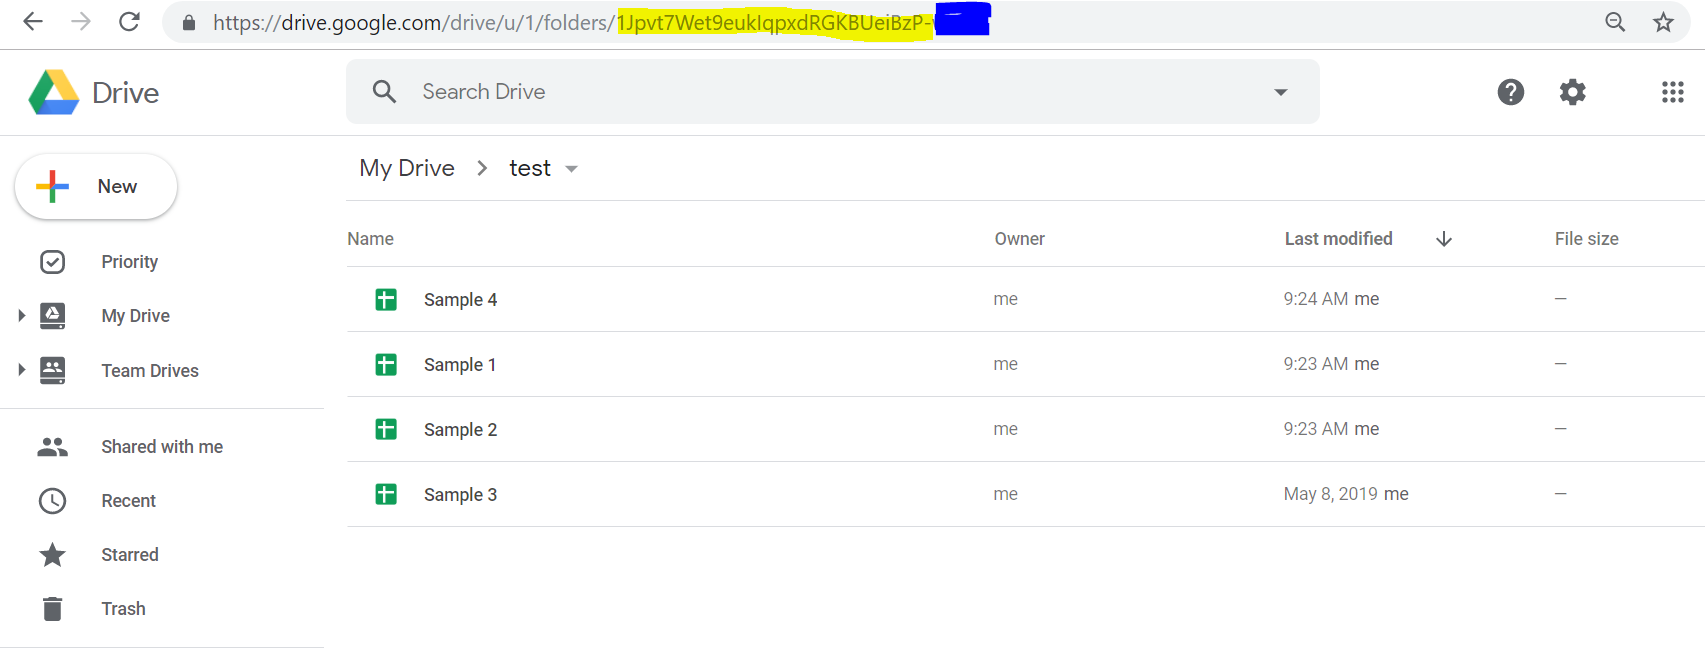 https://drive.google.com/drive/u/1/folders/1Jpvt7Wet9eukIqpxdRGKBUeiBzP-
Drive
Search Drive
New
My Drive > test
Name Owner Last modified File size
Priority
My Drive
Team Drives
Shared with me
Recent
Starred
Trash
Sample 4 me 9:24 AM me —
Sample 1 me 9:23 AM me —
Sample 2 me 9:23 AM me —
Sample 3 me May 8, 2019 me —